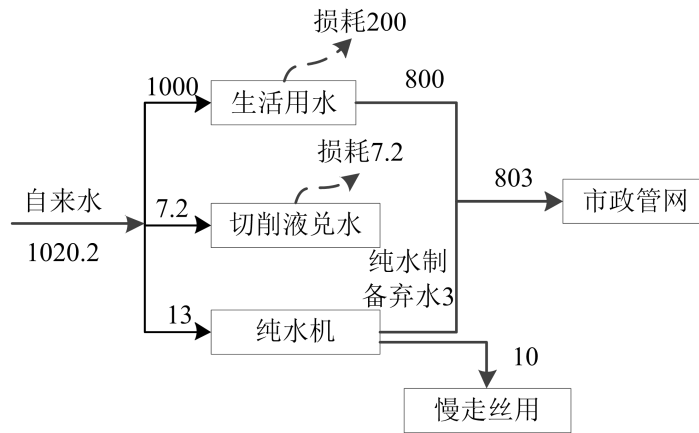 损耗200
1000
生活用水
800
损耗7.2
自来水
1020.2
7.2
切削液兑水
803
市政管网
纯水制
备弃水3
13
纯水机
10
慢走丝用